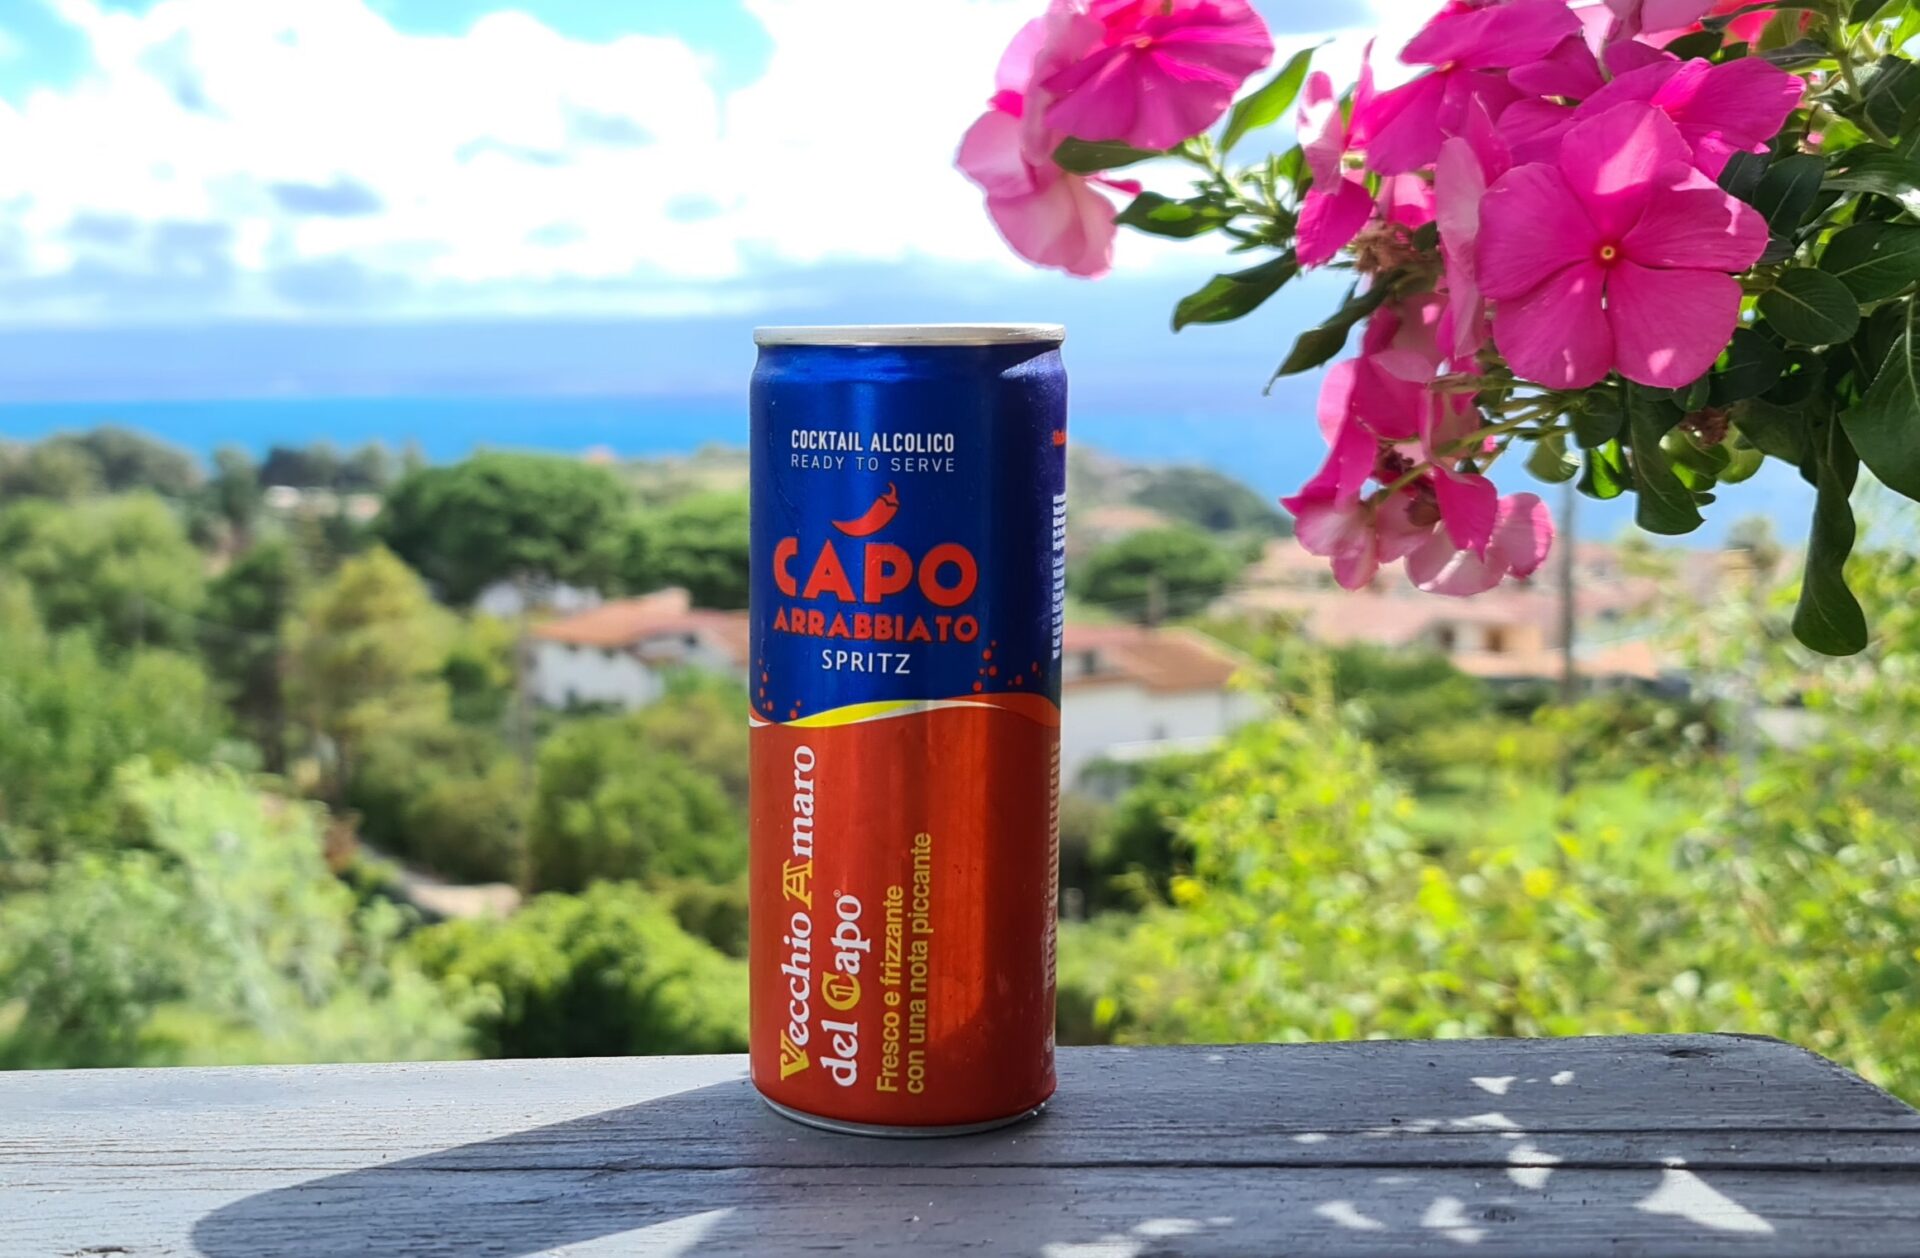 COCKTAIL ALCOLICO
READY TO SERVE
CAPO
ARRABBIATO
SPRITZ
Vecchio Amaro
del Capo®
Fresco e frizzante
con una nota piccante